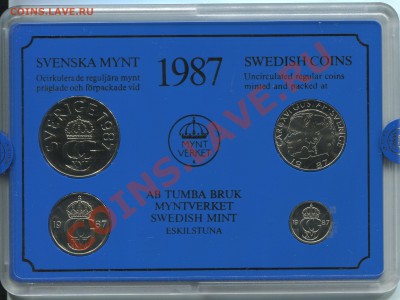 SVENSKA MYNT
Ocirkulerade reguljära mynt
präglade och förpackade vid
1987
SWEDISH COINS
Uncirculated regular coins
minted and packed at
SVERIGE 1987
MYNT
VERKET
19 87
19 87
19 87
AB TUMBA BRUK
MYNTVERKET
SWEDISH MINT
ESKILSTUNA
COINS.LAVE.RU